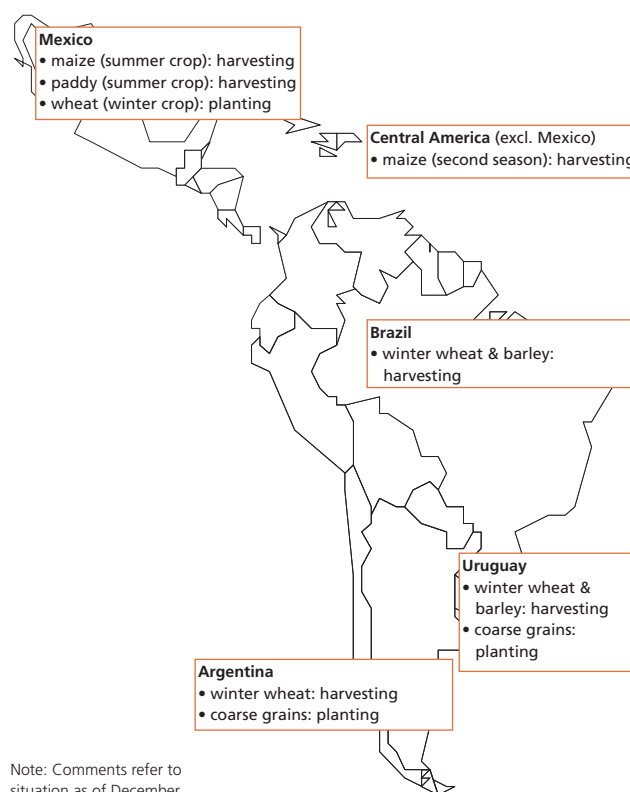 Mexico
• maize (summer crop): harvesting
• paddy (summer crop): harvesting
• wheat (winter crop): planting
Central America (excl. Mexico)
• maize (second season): harvesting
Brazil
• winter wheat & barley:
harvesting
Uruguay
• winter wheat &
barley: harvesting
• coarse grains:
planting
Argentina
• winter wheat: harvesting
• coarse grains: planting
Note: Comments refer to
situation as of December